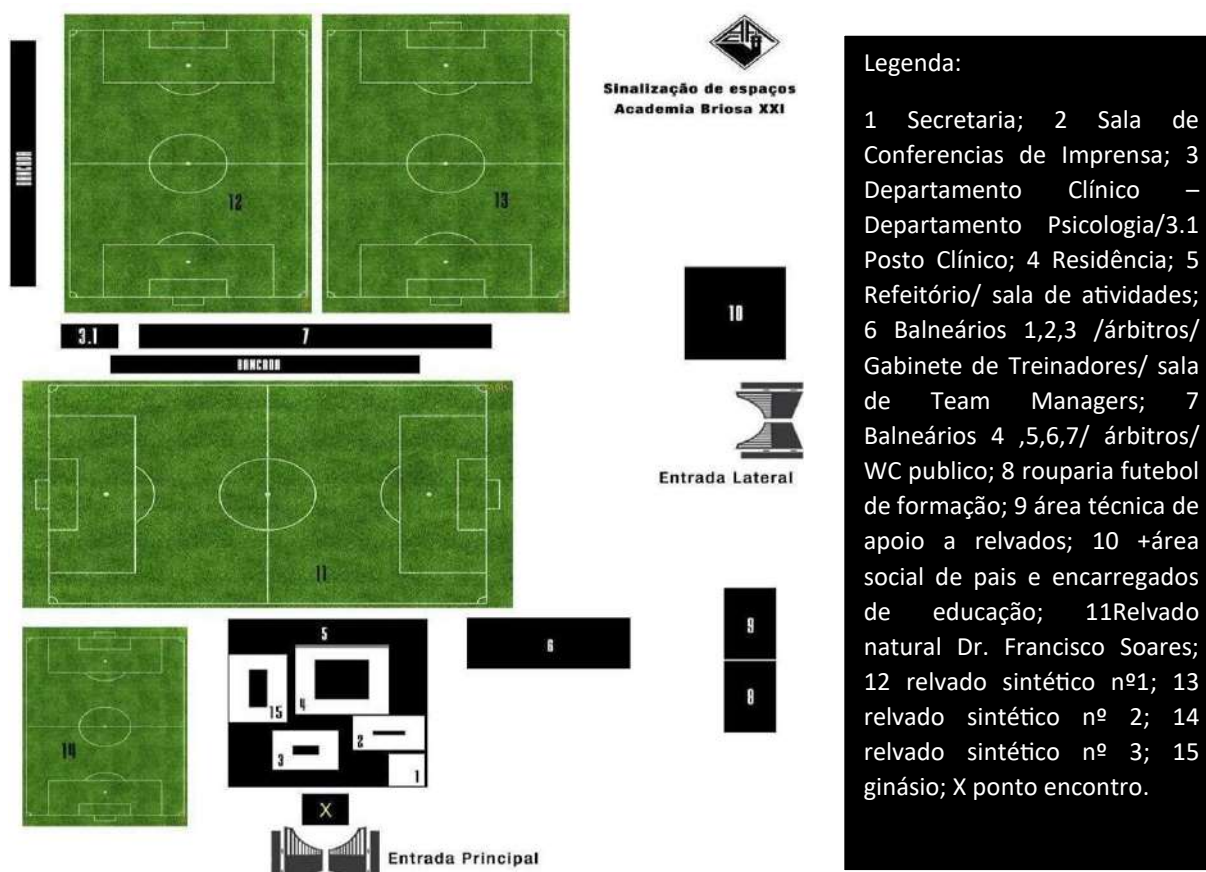 Sinalização de espaços
Academia Briosa XXI
BANCADA
12
13
3.1
7
10
BANCADA
Entrada Lateral
11
5
6
9
15
4
14
2
3
8
1
X
Entrada Principal
Legenda:
1 Secretaria; 2 Sala de
Conferencias de Imprensa; 3
Departamento Clínico –
Departamento Psicologia/3.1
Posto Clínico; 4 Residência; 5
Refeitório/ sala de atividades;
6 Balneários 1,2,3 /árbitros/
Gabinete de Treinadores/ sala
de Team Managers; 7
Balneários 4 ,5,6,7/ árbitros/
WC publico; 8 rouparia futebol
de formação; 9 área técnica de
apoio a relvados; 10 +área
social de pais e encarregados
de educação; 11Relvado
natural Dr. Francisco Soares;
12 relvado sintético nº1; 13
relvado sintético nº 2; 14
relvado sintético nº 3; 15
ginásio; X ponto encontro.